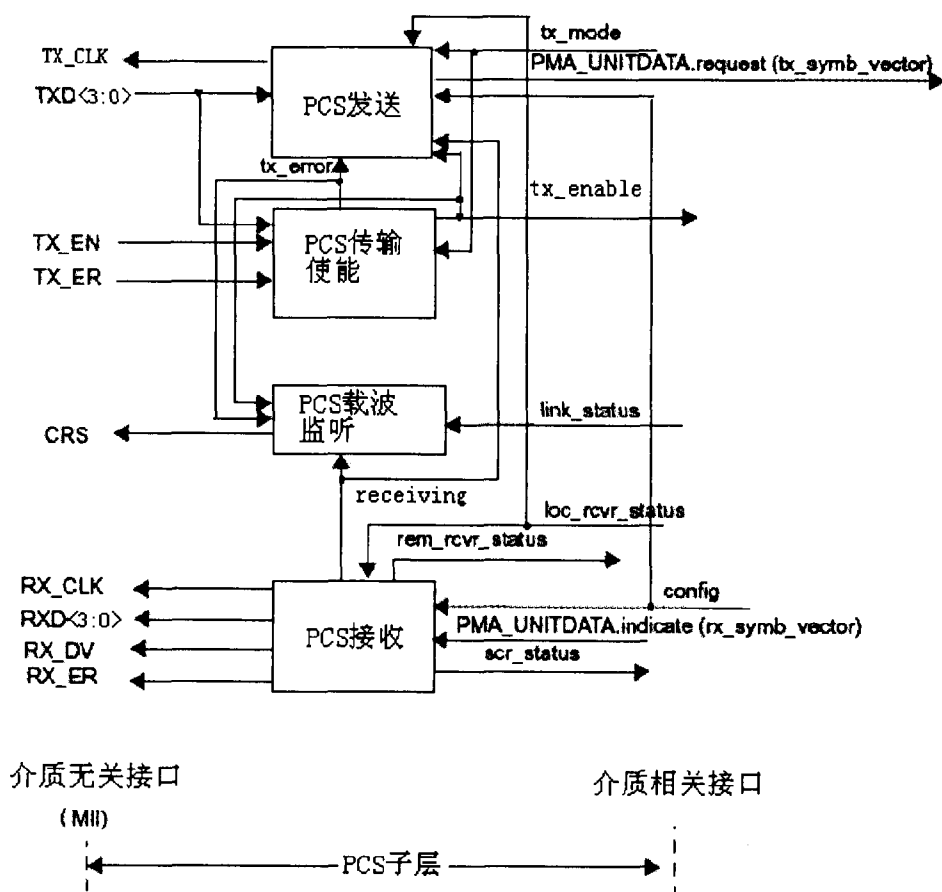 tx_mode
TX_CLK
PMA_UNITDATA.request (tx_symb_vector)
TXD<3:0>
PCS发送
tx_error
tx_enable
TX_EN
PCS传输
使能
TX_ER
PCS载波
监听
link_status
CRS
receiving
loc_rcvr_status
rem_rcvr_status
RX_CLK
config
RXD<3:0>
PMA_UNITDATA.indicate (rx_symb_vector)
PCS接收
RX_DV
scr_status
RX_ER
介质无关接口
介质相关接口
(MII)
PCS子层